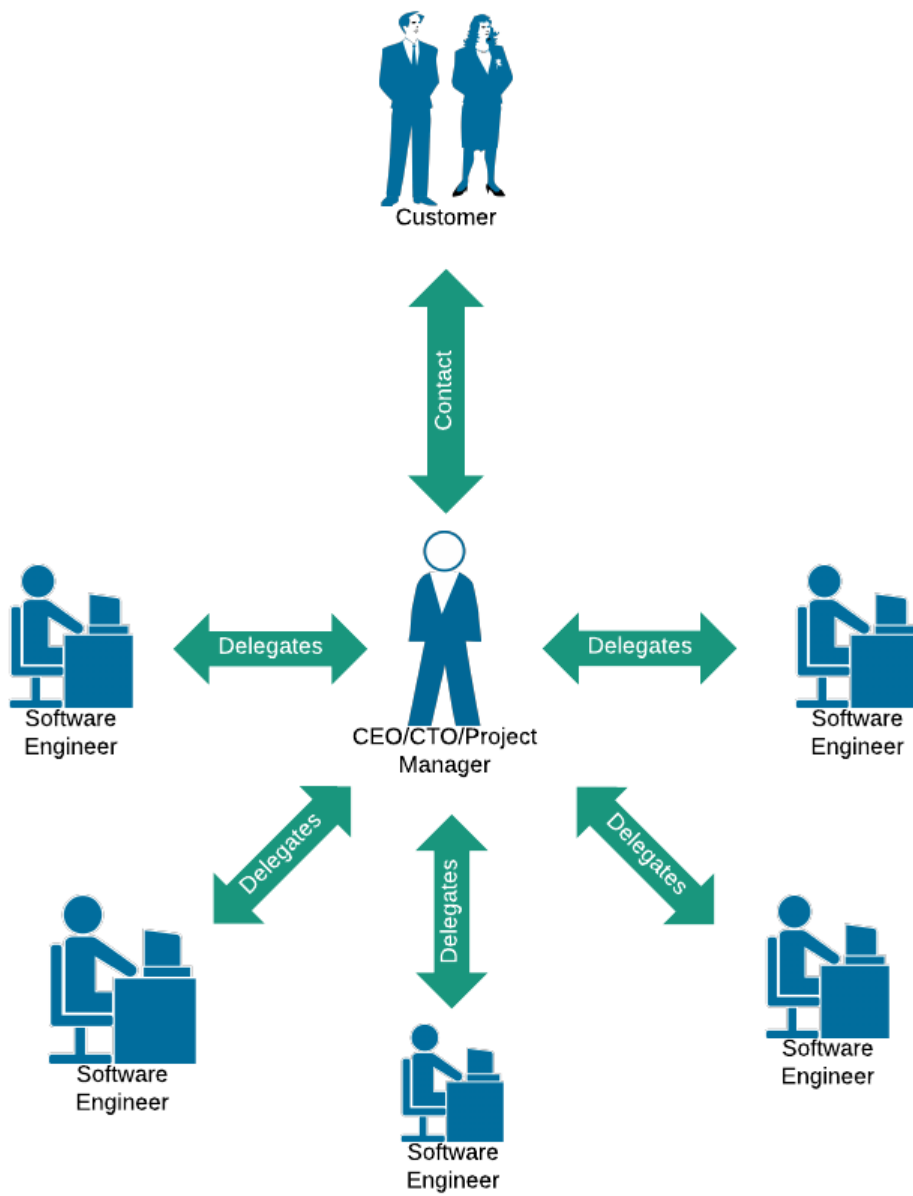 Customer
Contact
Delegates
Delegates
Software
Engineer
CEO/CTO/Project
Manager
Software
Engineer
Delegates
Delegates
Delegates
Software
Engineer
Software
Engineer
Software
Engineer